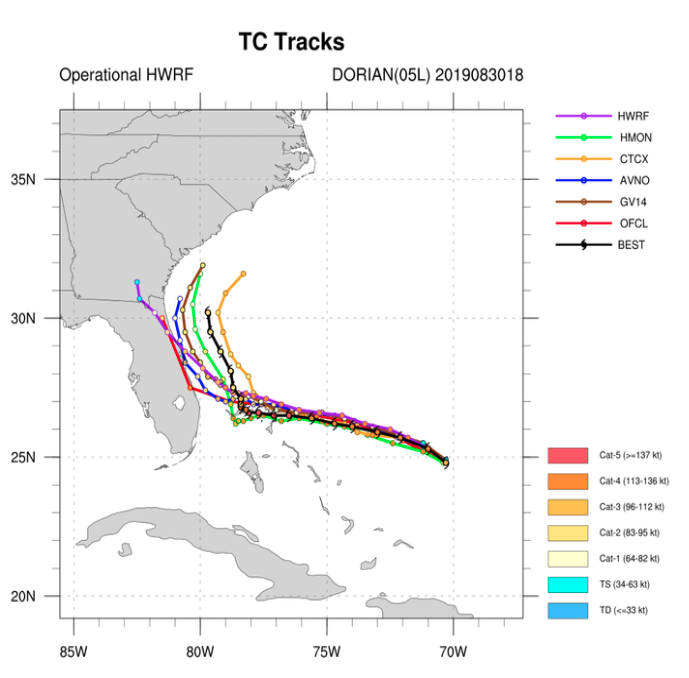 TC Tracks
Operational HWRF DORIAN(05L) 2019083018
HWRF
HMON
CTCX
AVNO
GV14
OFCL
BEST
35N
30N
25N
20N
Cat-5 (>=137 kt)
Cat-4 (113-136 kt)
Cat-3 (96-112 kt)
Cat-2 (83-95 kt)
Cat-1 (64-82 kt)
TS (34-63 kt)
TD (<=33 kt)
85W 80W 75W 70W